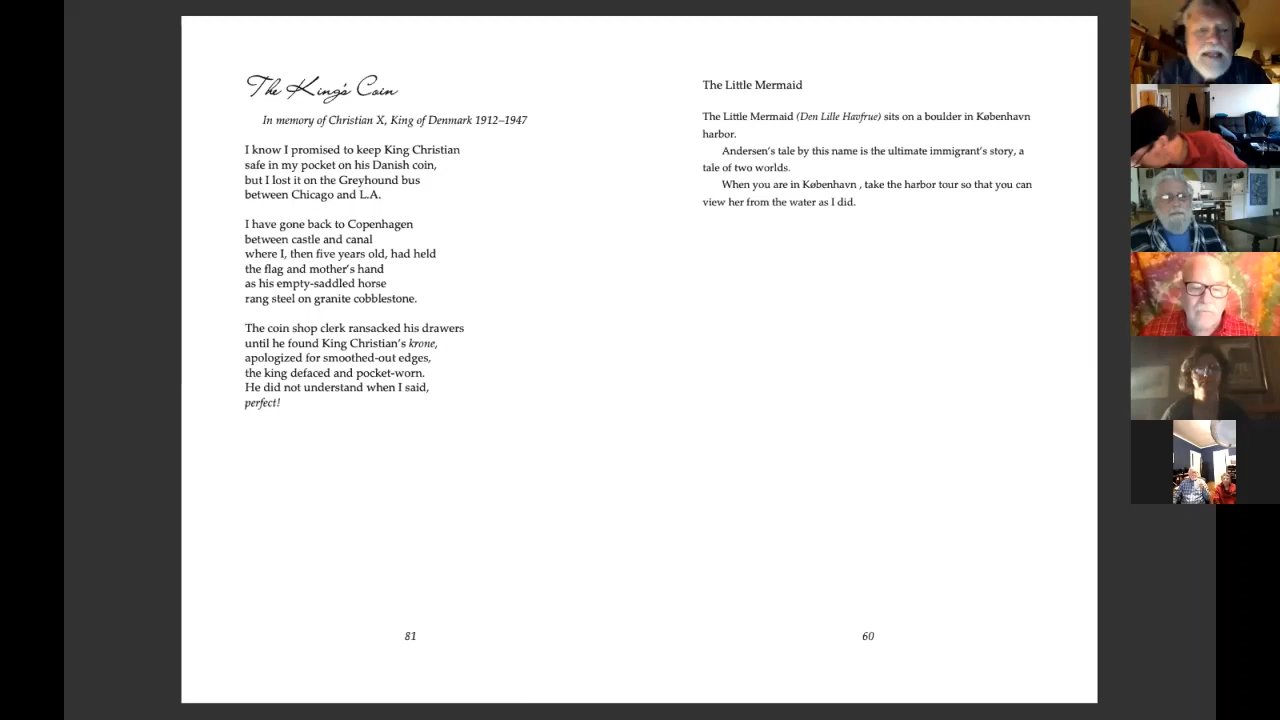 The King's Coin
In memory of Christian X, King of Denmark 1912–1947
I know I promised to keep King Christian
safe in my pocket on his Danish coin,
but I lost it on the Greyhound bus
between Chicago and L.A.
I have gone back to Copenhagen
between castle and canal
where I, then five years old, had held
the flag and mother's hand
as his empty-saddled horse
rang steel on granite cobblestone.
The coin shop clerk ransacked his drawers
until he found King Christian's krone,
apologized for smoothed-out edges,
the king defaced and pocket-worn.
He did not understand when I said,
perfect!
81
The Little Mermaid
The Little Mermaid (Den Lille Havfrue) sits on a boulder in København
harbor.
Andersen's tale by this name is the ultimate immigrant's story, a
tale of two worlds.
When you are in København , take the harbor tour so that you can
view her from the water as I did.
60